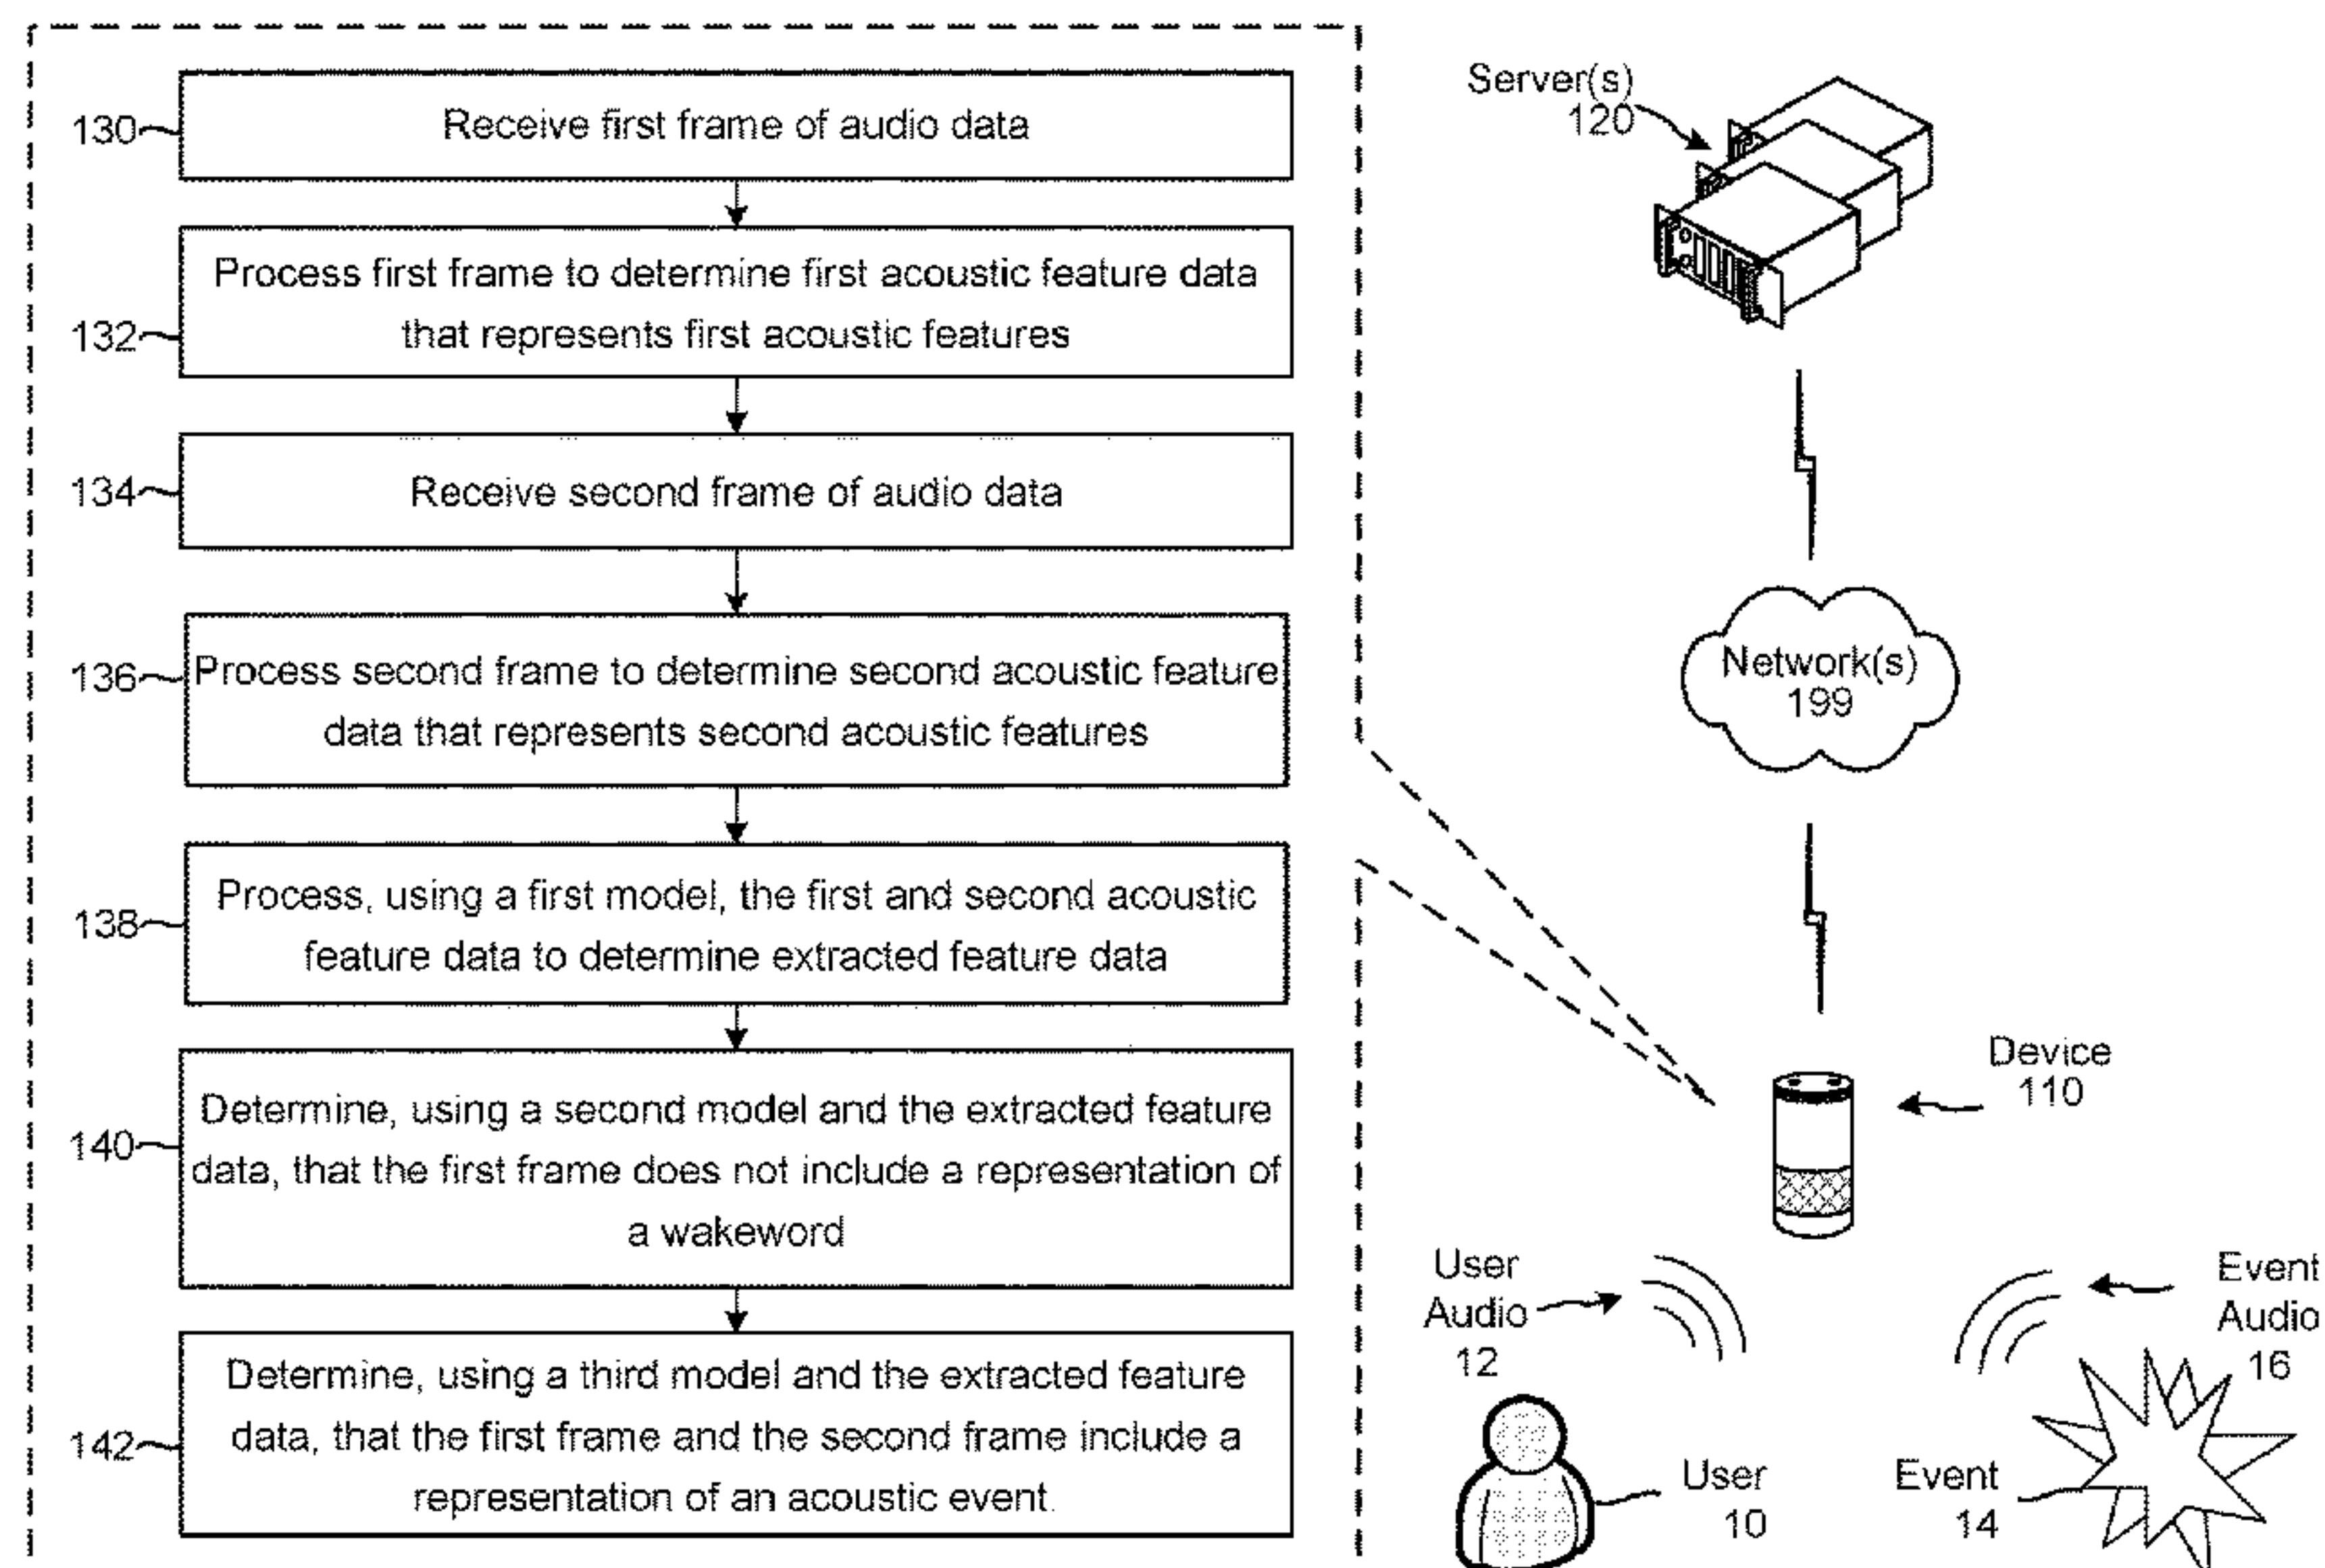 130
Receive first frame of audio data
132
Process first frame to determine first acoustic feature data
that represents first acoustic features
134
Receive second frame of audio data
136
Process second frame to determine second acoustic feature
data that represents second acoustic features
138
Process, using a first model, the first and second acoustic
feature data to determine extracted feature data
140
Determine, using a second model and the extracted feature
data, that the first frame does not include a representation of
a wakeword
142
Determine, using a third model and the extracted feature
data, that the first frame and the second frame include a
representation of an acoustic event.
Server(s)
120
Network(s)
199
Device
110
User
Audio
12
Event
Audio
16
User
10
Event
14